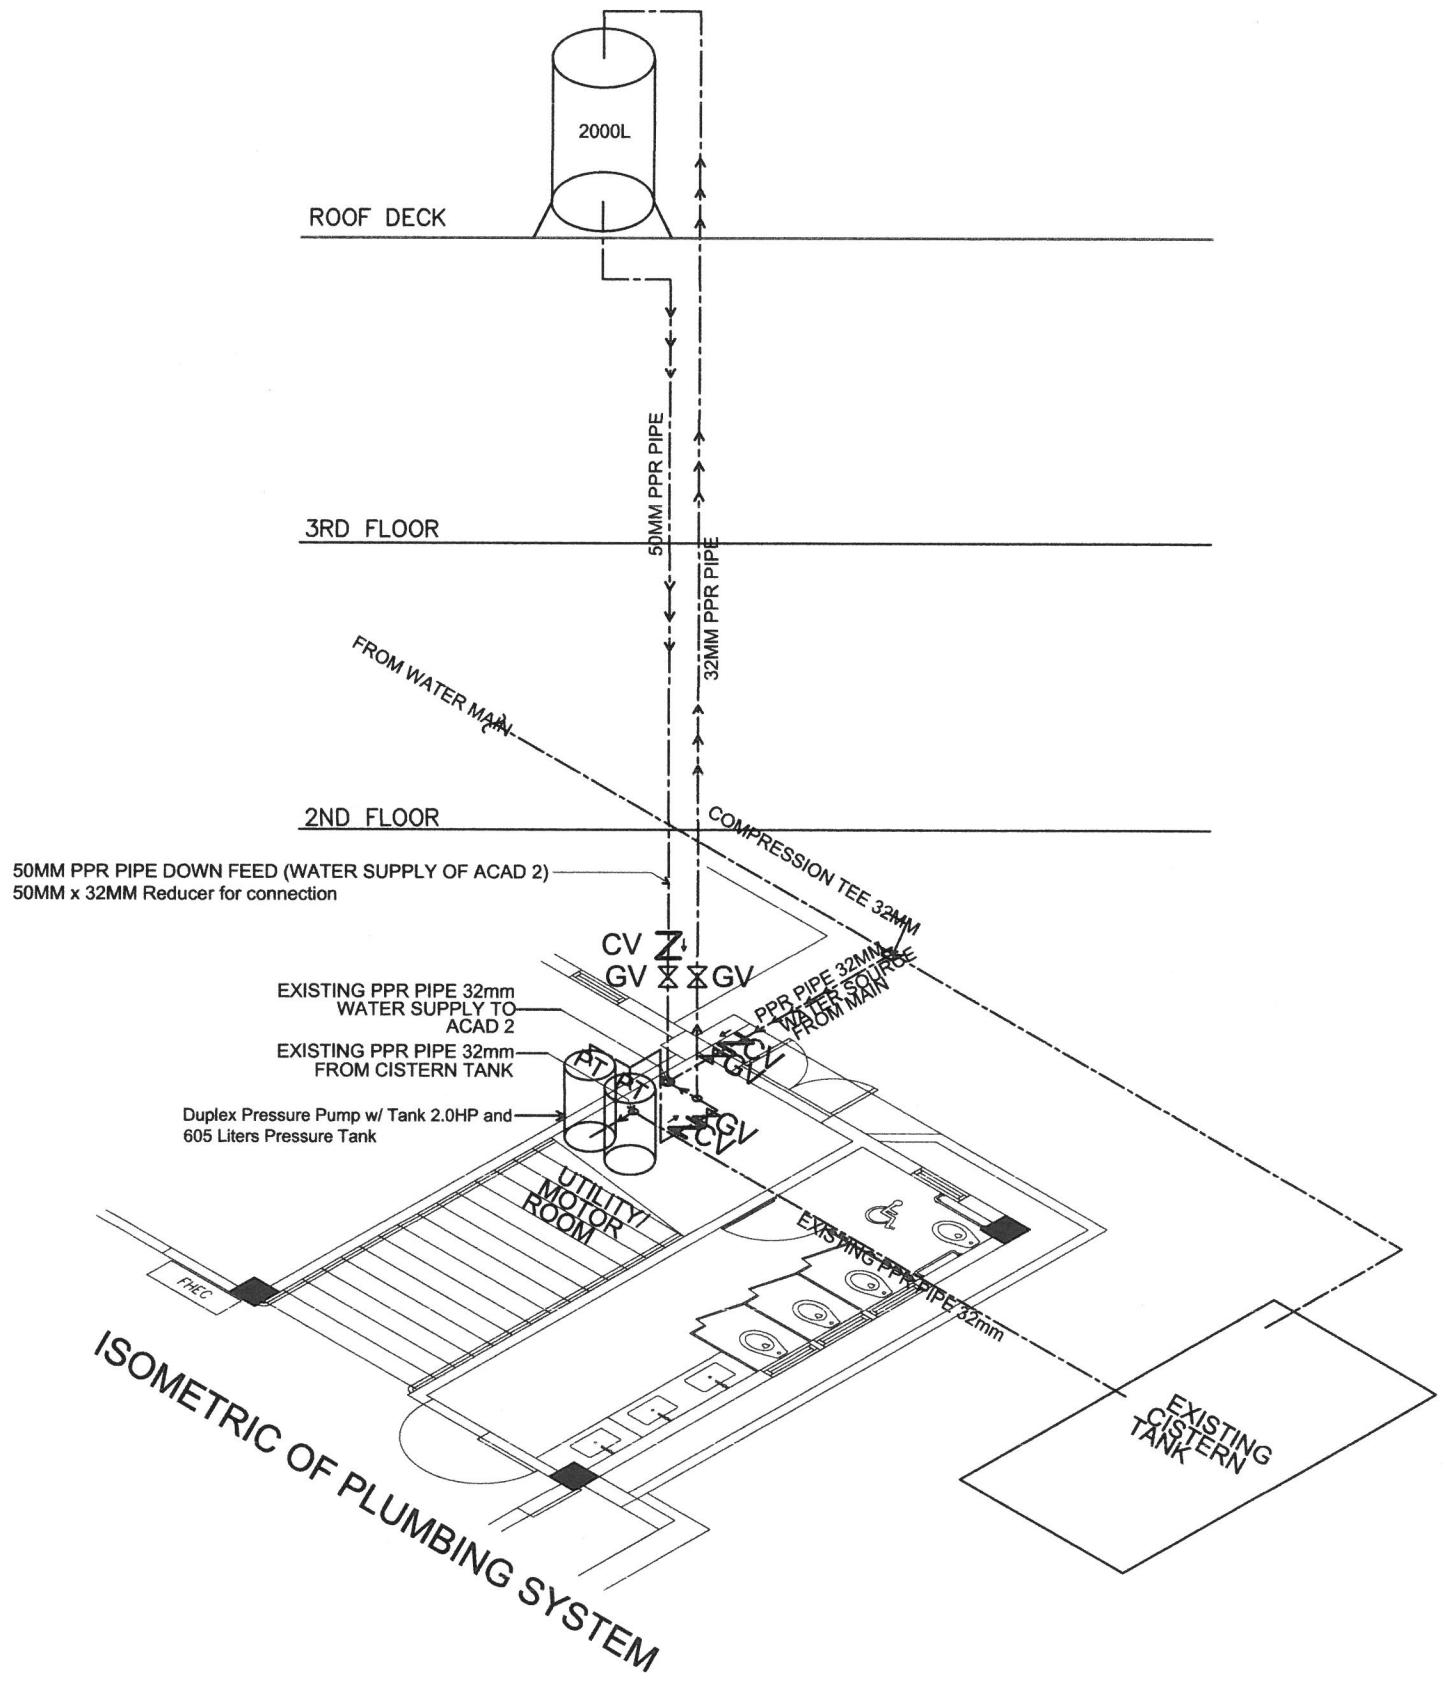 2000L
ROOF DECK
50MM PPR PIPE
3RD FLOOR
32MM PPR PIPE
FROM WATER MAIN
2ND FLOOR
COMPRESSION TEE 32MM
50MM PPR PIPE DOWN FEED (WATER SUPPLY OF ACAD 2)
50MM x 32MM Reducer for connection
CV
GV
GV
PPR PIPE 32MM
WATER SOURCE
FROM MAIN
EXISTING PPR PIPE 32mm
WATER SUPPLY TO
ACAD 2
EXISTING PPR PIPE 32mm
FROM CISTERN TANK
PT
PT
CV
GV
Duplex Pressure Pump w/ Tank 2.0HP and
605 Liters Pressure Tank
GV
CV
UTILITY/
MOTOR
ROOM
EXISTING PPR PIPE 32mm
FHEC
EXISTING
CISTERN
TANK
ISOMETRIC OF PLUMBING SYSTEM